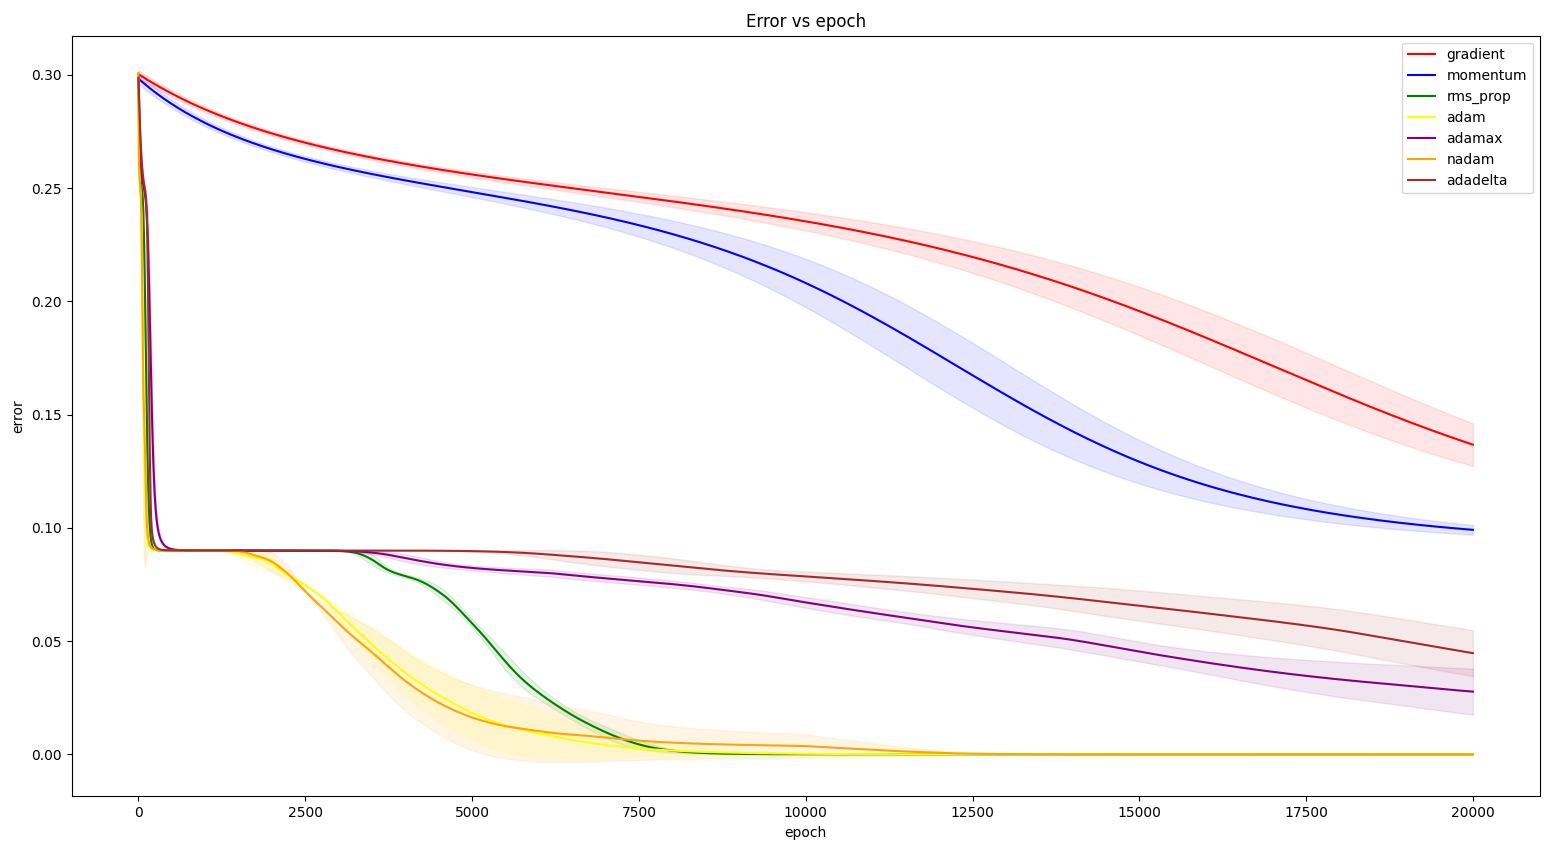 Error vs epoch
gradient
momentum
rms_prop
adam
adamax
nadam
adadelta
0.30
0.25
0.20
0.15
0.10
0.05
0.00
error
0
2500
5000
7500
10000
12500
15000
17500
20000
epoch